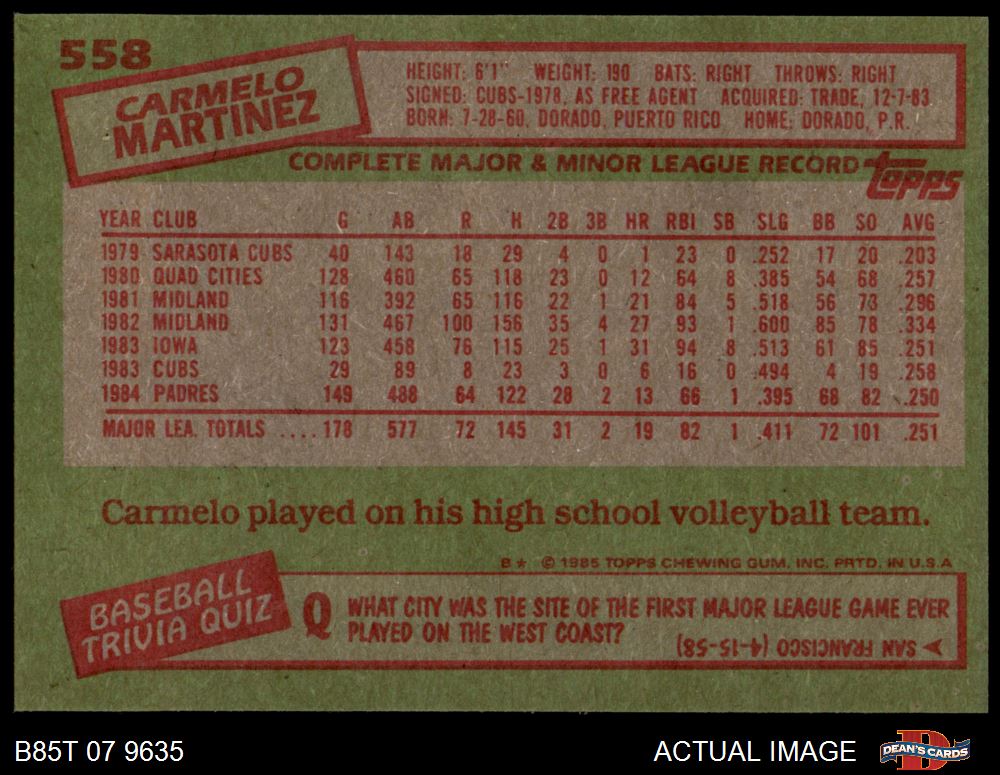 558
CARMELO
MARTINEZ
HEIGHT: 6'1" WEIGHT: 190 BATS: RIGHT THROWS: RIGHT
SIGNED: CUBS-1978, AS FREE AGENT ACQUIRED: TRADE, 12-7-83
BORN: 7-28-60, DORADO, PUERTO RICO HOME: DORADO, P.R.
COMPLETE MAJOR & MINOR LEAGUE RECORD topps
YEAR CLUB G AB R H 2B 3B HR RBI SB SLG BB SO AVG
1979 SARASOTA CUBS 40 143 18 29 4 0 1 23 0 .252 17 20 .203
1980 QUAD CITIES 128 460 65 118 23 0 12 64 8 .385 54 68 .257
1981 MIDLAND 116 392 65 116 22 1 21 84 5 .518 56 73 .296
1982 MIDLAND 131 467 100 156 35 4 27 93 1 .600 85 78 .334
1983 IOWA 123 458 76 115 25 1 31 94 8 .513 61 85 .251
1983 CUBS 29 89 8 23 3 0 6 16 0 .494 4 19 .258
1984 PADRES 149 488 64 122 28 2 13 66 1 .395 68 82 .250
MAJOR LEA. TOTALS ....178 577 72 145 31 2 19 82 1 .411 72 101 .251
Carmelo played on his high school volleyball team.
B★ © 1985 TOPPS CHEWING GUM, INC. PRTD. IN U.S.A
BASEBALL
TRIVIA QUIZ
Q WHAT CITY WAS THE SITE OF THE FIRST MAJOR LEAGUE GAME EVER
PLAYED ON THE WEST COAST?
➤ SAN FRANCISCO (4-15-58)
B85T 07 9635
ACTUAL IMAGE
DEAN'S CARDS